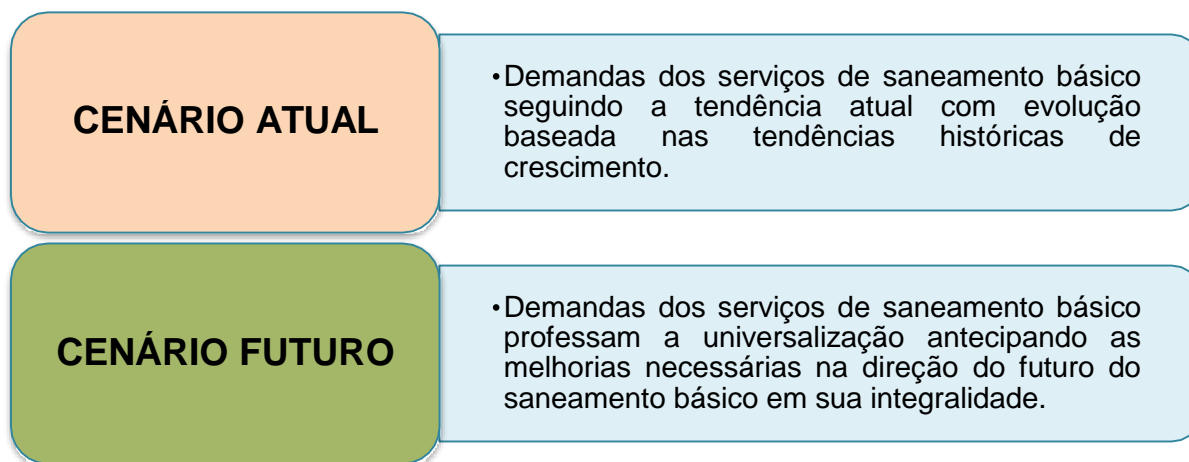 CENÁRIO ATUAL
•Demandas dos serviços de saneamento básico
seguindo a tendência atual com evolução
baseada nas tendências históricas de
crescimento.
CENÁRIO FUTURO
•Demandas dos serviços de saneamento básico
professam a universalização antecipando as
melhorias necessárias na direção do futuro do
saneamento básico em sua integralidade.